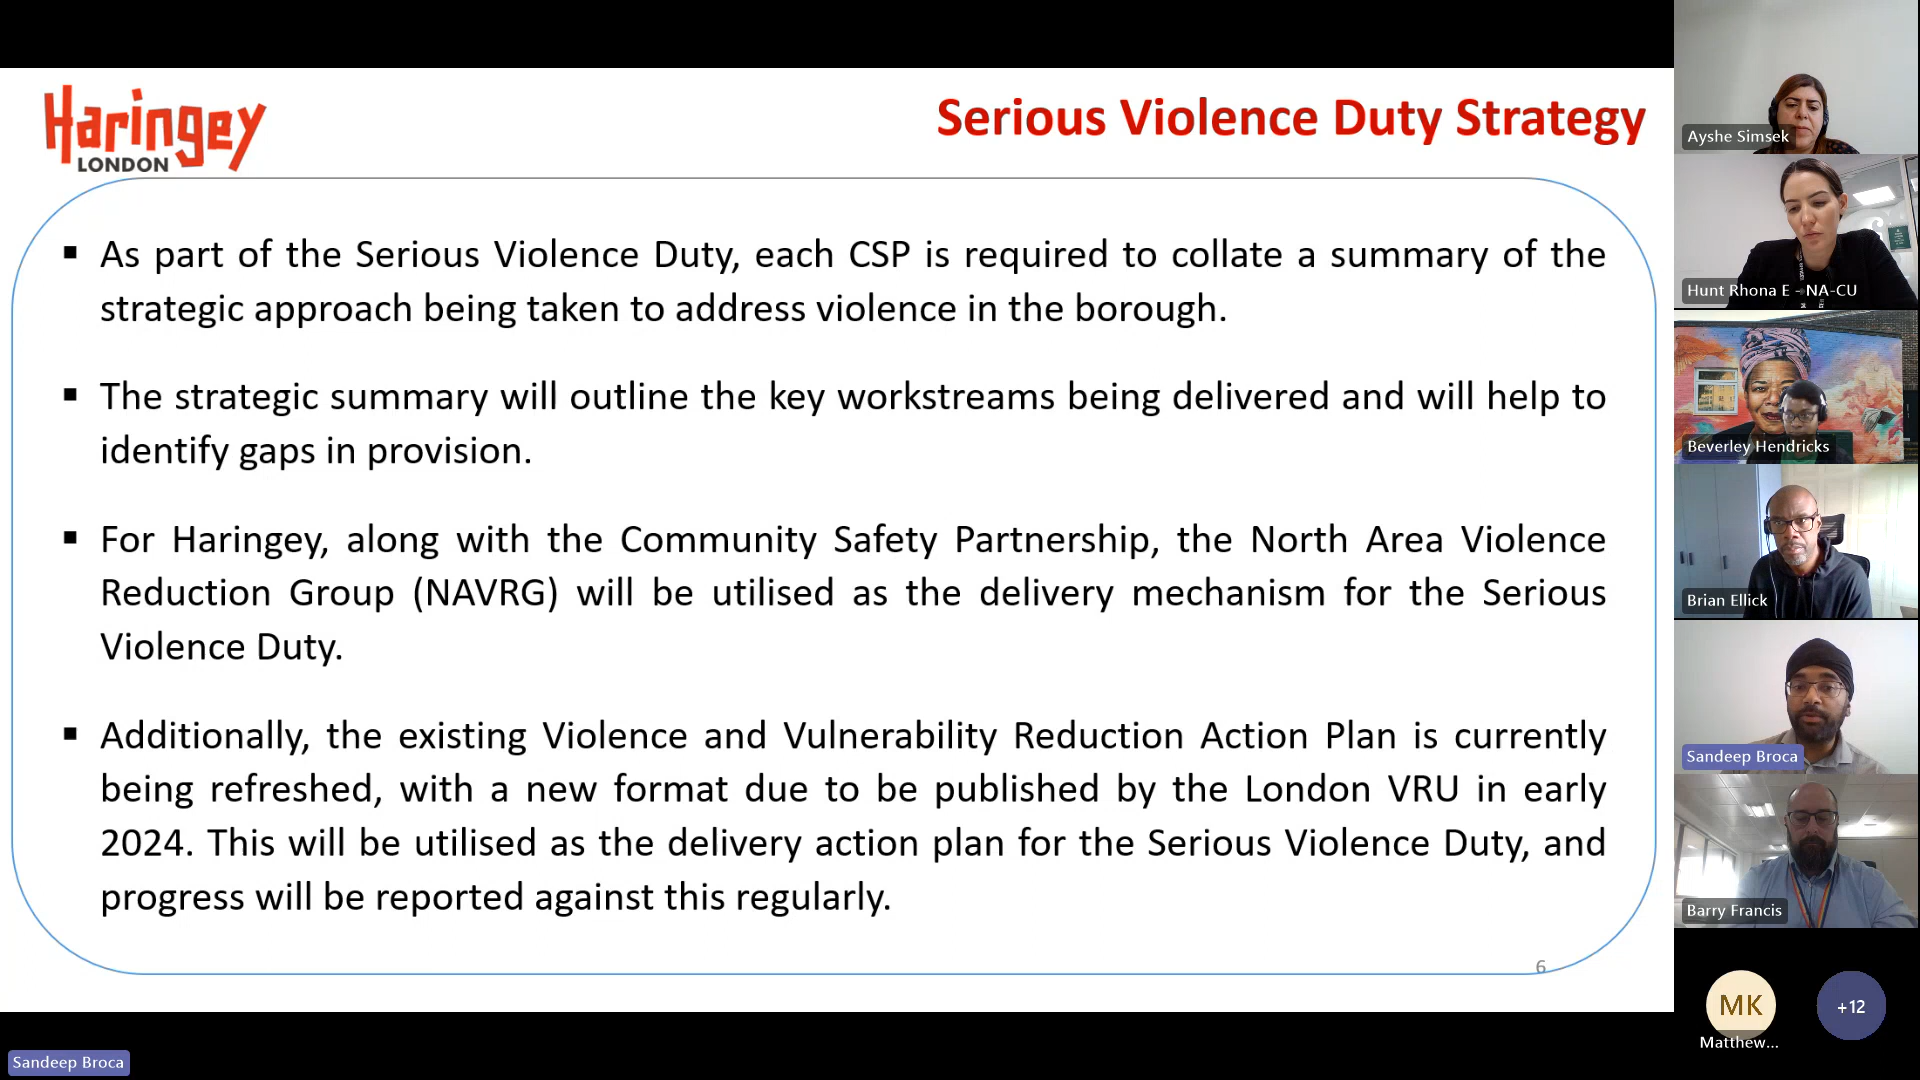 Haringey
LONDON
Serious Violence Duty Strategy
▪ As part of the Serious Violence Duty, each CSP is required to collate a summary of the
strategic approach being taken to address violence in the borough.
▪ The strategic summary will outline the key workstreams being delivered and will help to
identify gaps in provision.
▪ For Haringey, along with the Community Safety Partnership, the North Area Violence
Reduction Group (NAVRG) will be utilised as the delivery mechanism for the Serious
Violence Duty.
▪ Additionally, the existing Violence and Vulnerability Reduction Action Plan is currently
being refreshed, with a new format due to be published by the London VRU in early
2024. This will be utilised as the delivery action plan for the Serious Violence Duty, and
progress will be reported against this regularly.
6
Ayshe Simsek
Hunt Rhona E - NA-CU
Beverley Hendricks
Brian Ellick
Sandeep Broca
Barry Francis
MK
Matthew...
+12
Sandeep Broca